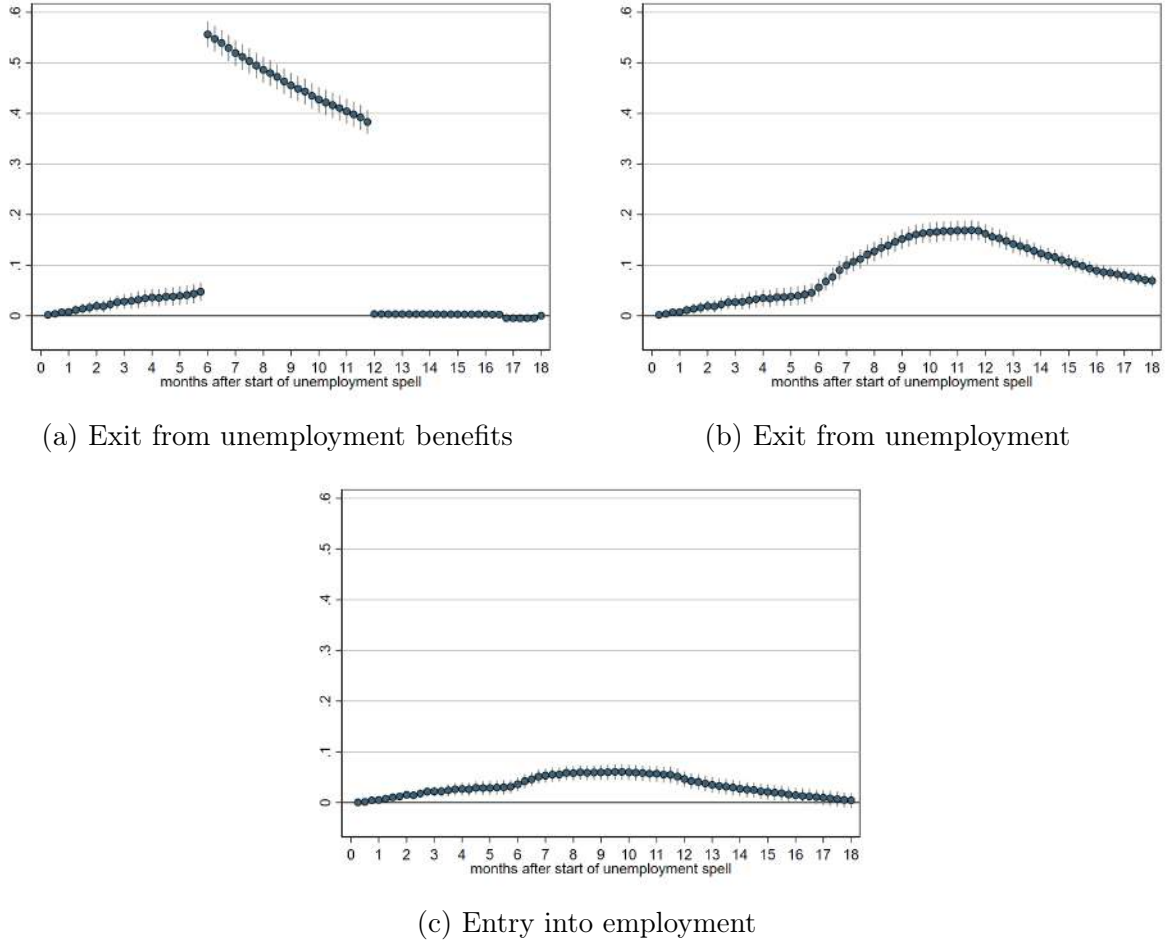 .6
.5
.4
.3
.2
.1
0
0 1 2 3 4 5 6 7 8 9 10 11 12 13 14 15 16 17 18
months after start of unemployment spell
(a) Exit from unemployment benefits
.6
.5
.4
.3
.2
.1
0
0 1 2 3 4 5 6 7 8 9 10 11 12 13 14 15 16 17 18
months after start of unemployment spell
(b) Exit from unemployment
.6
.5
.4
.3
.2
.1
0
0 1 2 3 4 5 6 7 8 9 10 11 12 13 14 15 16 17 18
months after start of unemployment spell
(c) Entry into employment